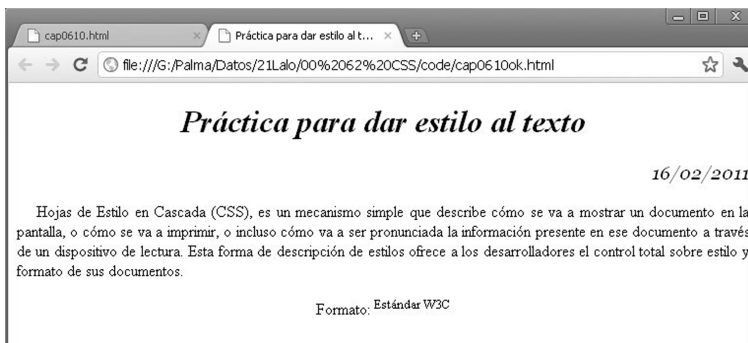 cap0610.html
Práctica para dar estilo al t...
file:///G:/Palma/Datos/21Lalo/00%2062%20CSS/code/cap0610ok.html
Práctica para dar estilo al texto
16/02/2011
Hojas de Estilo en Cascada (CSS), es un mecanismo simple que describe cómo se va a mostrar un documento en la
pantalla, o cómo se va a imprimir, o incluso cómo va a ser pronunciada la información presente en ese documento a través
de un dispositivo de lectura. Esta forma de descripción de estilos ofrece a los desarrolladores el control total sobre estilo y
formato de sus documentos.
Formato: Estándar W3C